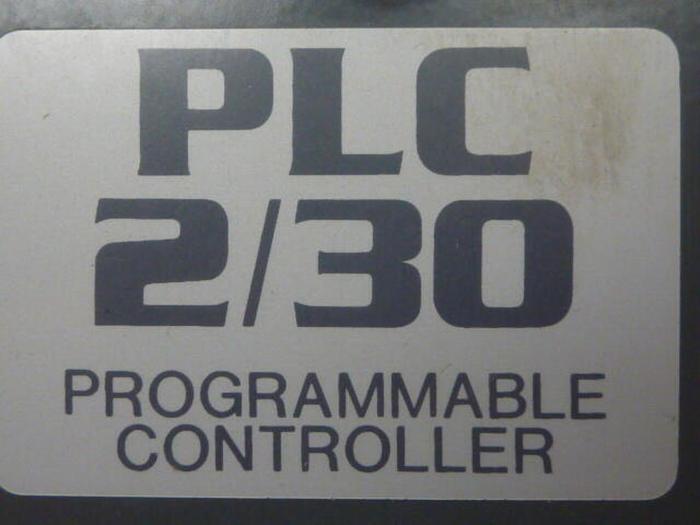 PLC
2/30
PROGRAMMABLE
CONTROLLER